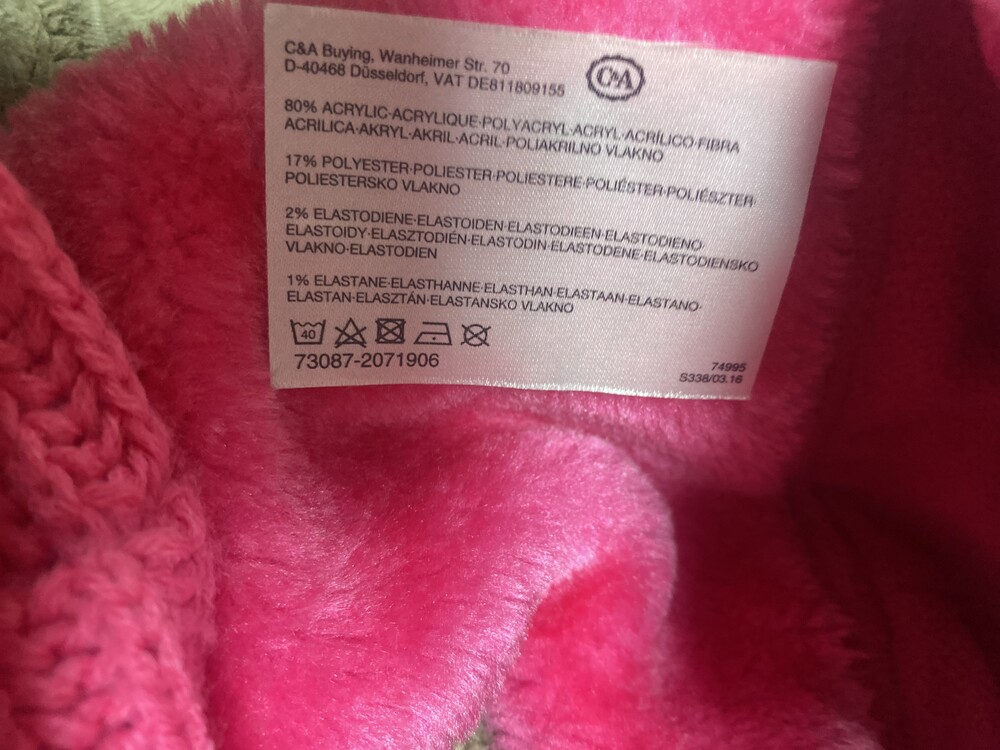 C&A Buying, Wanheimer Str. 70
D-40468 Düsseldorf, VAT DE811809155
C&A
80% ACRYLIC·ACRYLIQUE·POLYACRYL·ACRYL·ACRÍLICO·FIBRA
ACRILICA·AKRYL·AKRIL·ACRIL·POLIAKRILNO VLAKNO
17% POLYESTER·POLIESTER·POLIESTERE·POLIÉSTER·POLIÉSZTER·
POLIESTERSKO VLAKNO
2% ELASTODIENE·ELASTOIDEN·ELASTODIEEN·ELASTODIENO·
ELASTOIDY·ELASZTODIÉN·ELASTODIN·ELASTODENE·ELASTODIENSKO
VLAKNO·ELASTODIEN
1% ELASTANE·ELASTHANNE·ELASTHAN·ELASTAAN·ELASTANO·
ELASTAN·ELASZTÁN·ELASTANSKO VLAKNO
40
73087-2071906
74995
S338/03.16